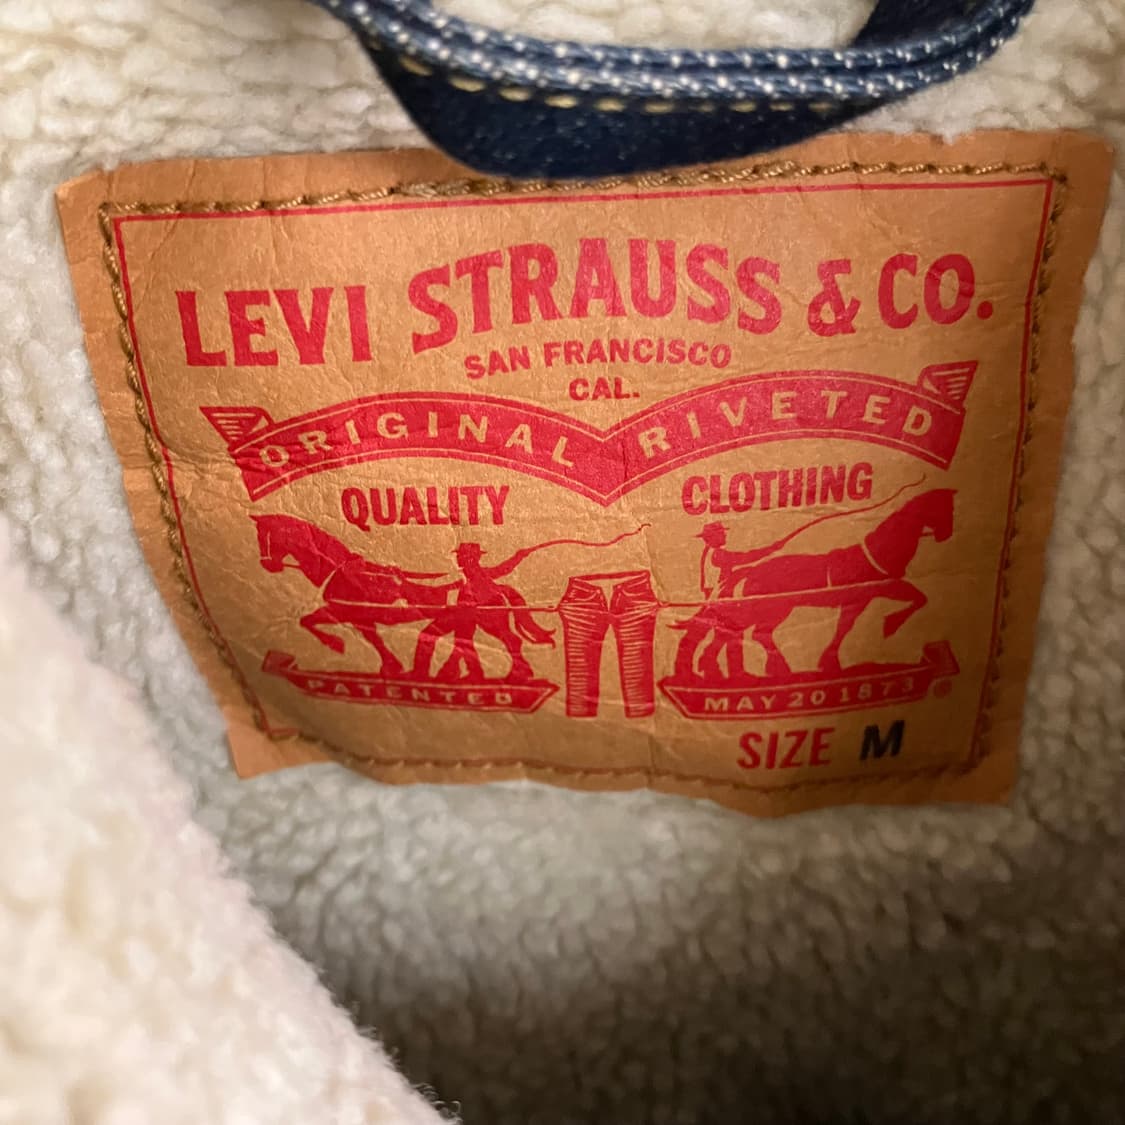 LEVI STRAUSS & CO.
SAN FRANCISCO
CAL.
ORIGINAL RIVETED
QUALITY CLOTHING
PATENTED MAY 20 1873
SIZE M